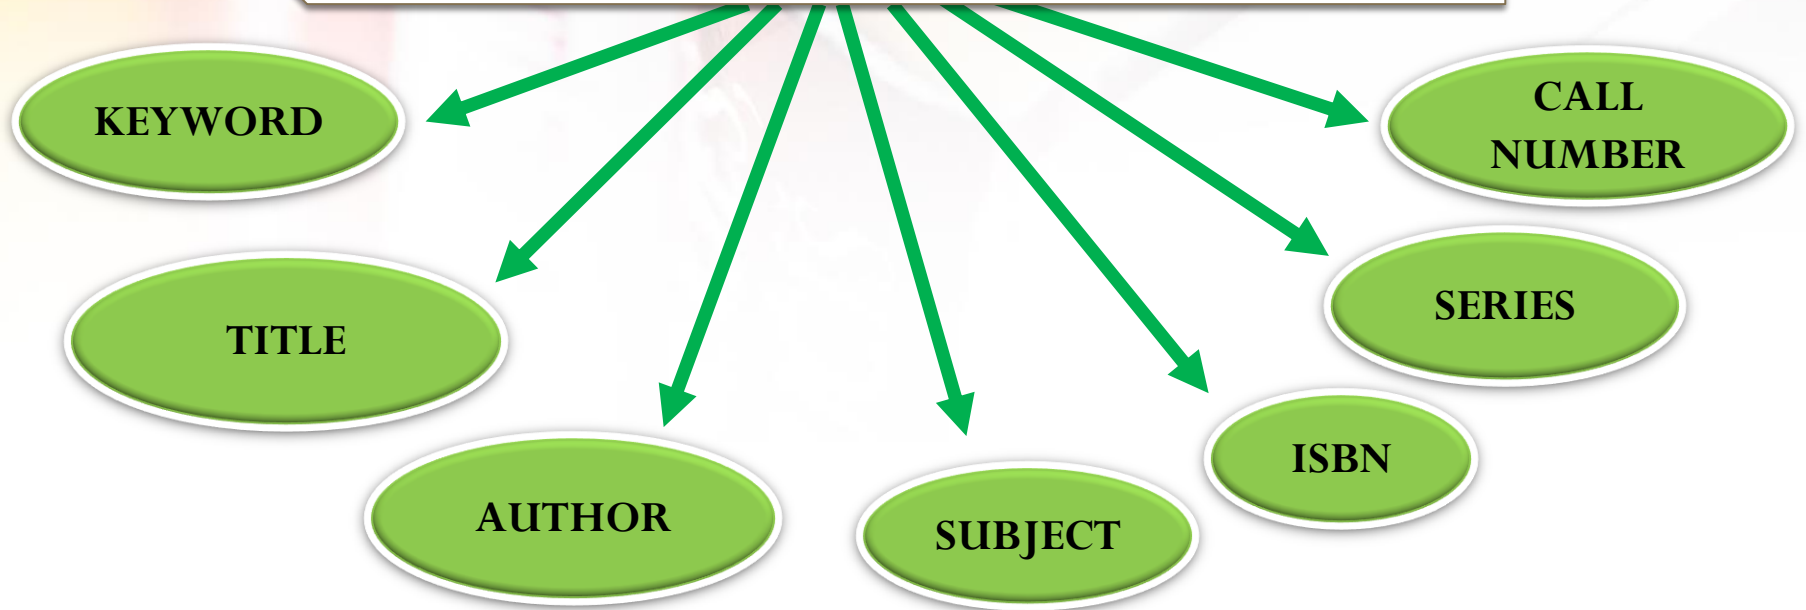 KEYWORD
TITLE
AUTHOR
SUBJECT
ISBN
SERIES
CALL
NUMBER